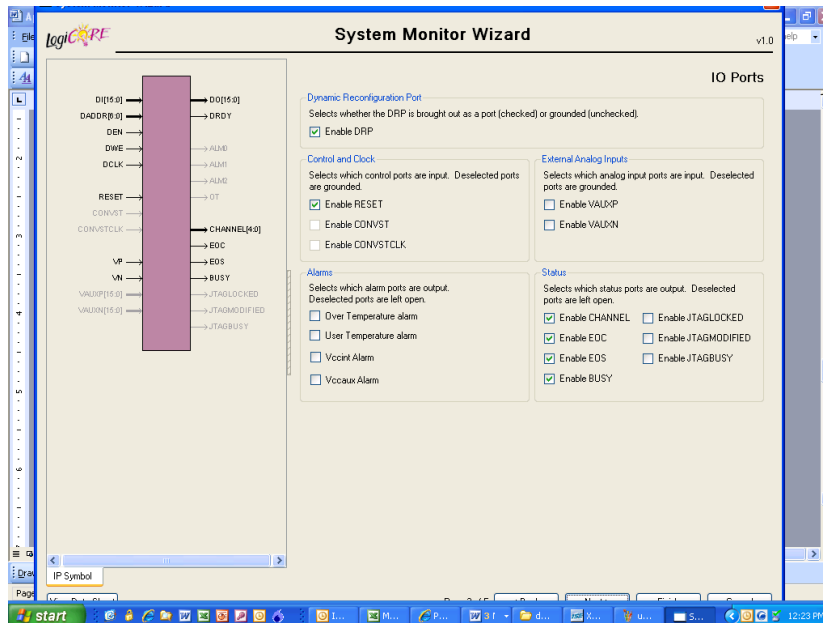 System Monitor Wizard
logiCORE
v1.0
IO Ports
DI[15:0]
DADDR[6:0]
DEN
DWE
DCLK
RESET
CONVST
CONVSTCLK
VP
VN
VAUXP[15:0]
VAUXN[15:0]
DO[15:0]
DRDY
ALM0
ALM1
ALM2
OT
CHANNEL[4:0]
EOC
EOS
BUSY
JTAGLOCKED
JTAGMODIFIED
JTAGBUSY
Dynamic Reconfiguration Port
Selects whether the DRP is brought out as a port (checked) or grounded (unchecked).
Enable DRP
Control and Clock
Selects which control ports are input. Deselected ports
are grounded.
Enable RESET
Enable CONVST
Enable CONVSTCLK
External Analog Inputs
Selects which analog input ports are input. Deselected
ports are grounded.
Enable VAUXP
Enable VAUXN
Alarms
Selects which alarm ports are output.
Deselected ports are left open.
Over Temperature alarm
User Temperature alarm
Vccint Alarm
Vccaux Alarm
Status
Selects which status ports are output. Deselected
ports are left open.
Enable CHANNEL
Enable JTAGLOCKED
Enable EOC
Enable JTAGMODIFIED
Enable EOS
Enable JTAGBUSY
Enable BUSY
IP Symbol
start
I...
M...
P...
3 f
d...
X...
u...
S...
12:23 PM